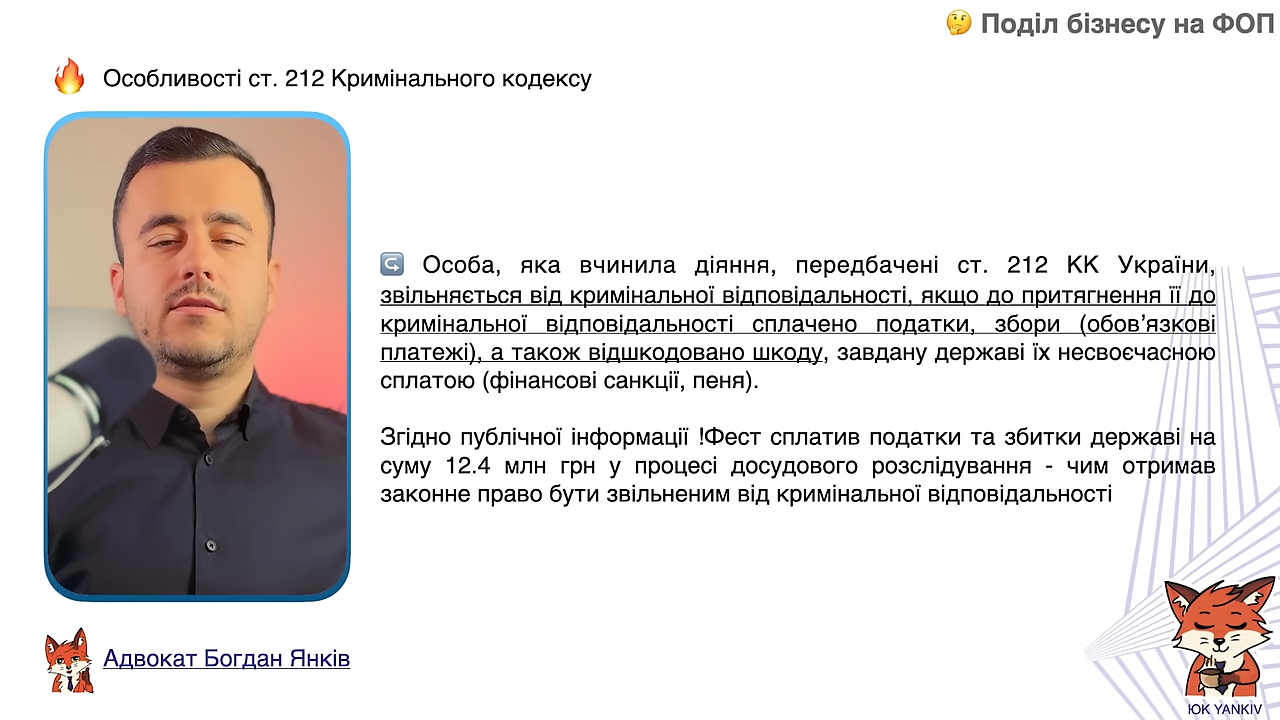 🤔 Поділ бізнесу на ФОП
🔥 Особливості ст. 212 Кримінального кодексу
↪️ Особа, яка вчинила діяння, передбачені ст. 212 КК України,
звільняється від кримінальної відповідальності, якщо до притягнення її до
кримінальної відповідальності сплачено податки, збори (обов’язкові
платежі), а також відшкодовано шкоду, завдану державі їх несвоєчасною
сплатою (фінансові санкції, пеня).
Згідно публічної інформації !Фест сплатив податки та збитки державі на
суму 12.4 млн грн у процесі досудового розслідування - чим отримав
законне право бути звільненим від кримінальної відповідальності
Адвокат Богдан Янків
ЮК YANKIV